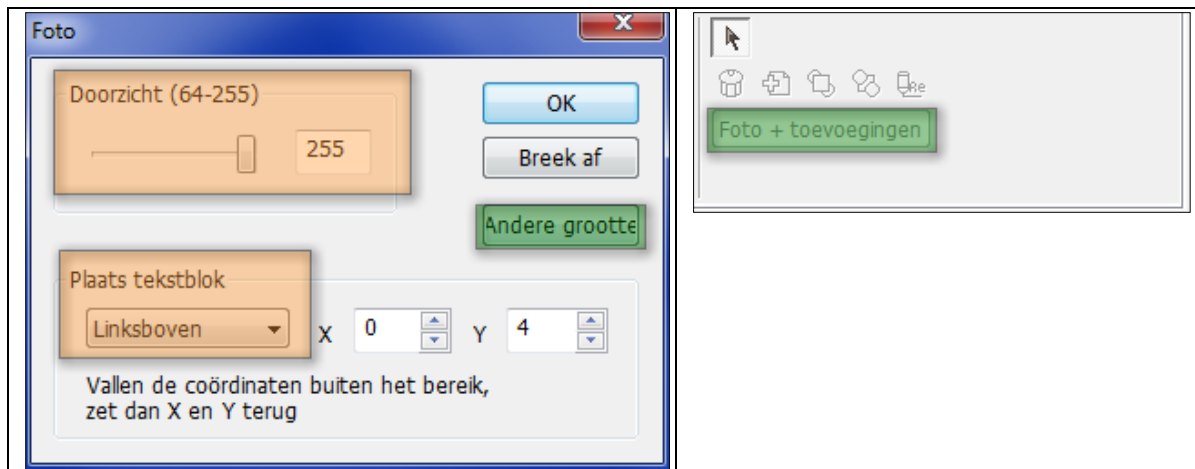 Foto
Doorzicht (64-255)
255
OK
Breek af
Andere grootte
Plaats tekstblok
Linksboven
X 0 Y 4
Vallen de coördinaten buiten het bereik,
zet dan X en Y terug
Re
Foto + toevoegingen